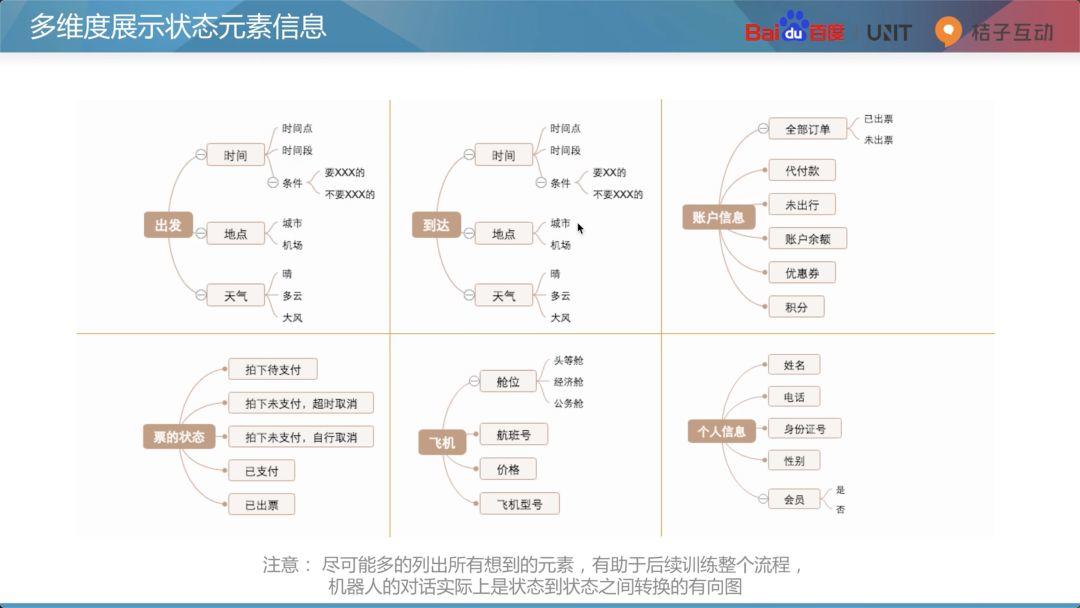 多维度展示状态元素信息
Baidu百度
UNIT
桔子互动
出发
时间
时间点
时间段
条件
要XXX的
不要XXX的
地点
城市
机场
天气
晴
多云
大风
到达
时间
时间点
时间段
条件
要XX的
不要XXX的
地点
城市
机场
天气
晴
多云
大风
账户信息
全部订单
已出票
未出票
代付款
未出行
账户余额
优惠券
积分
票的状态
拍下待支付
拍下未支付，超时取消
拍下未支付，自行取消
已支付
已出票
飞机
舱位
头等舱
经济舱
公务舱
航班号
价格
飞机型号
个人信息
姓名
电话
身份证号
性别
会员
是
否
注意： 尽可能多的列出所有想到的元素，有助于后续训练整个流程，
机器人的对话实际上是状态到状态之间转换的有向图